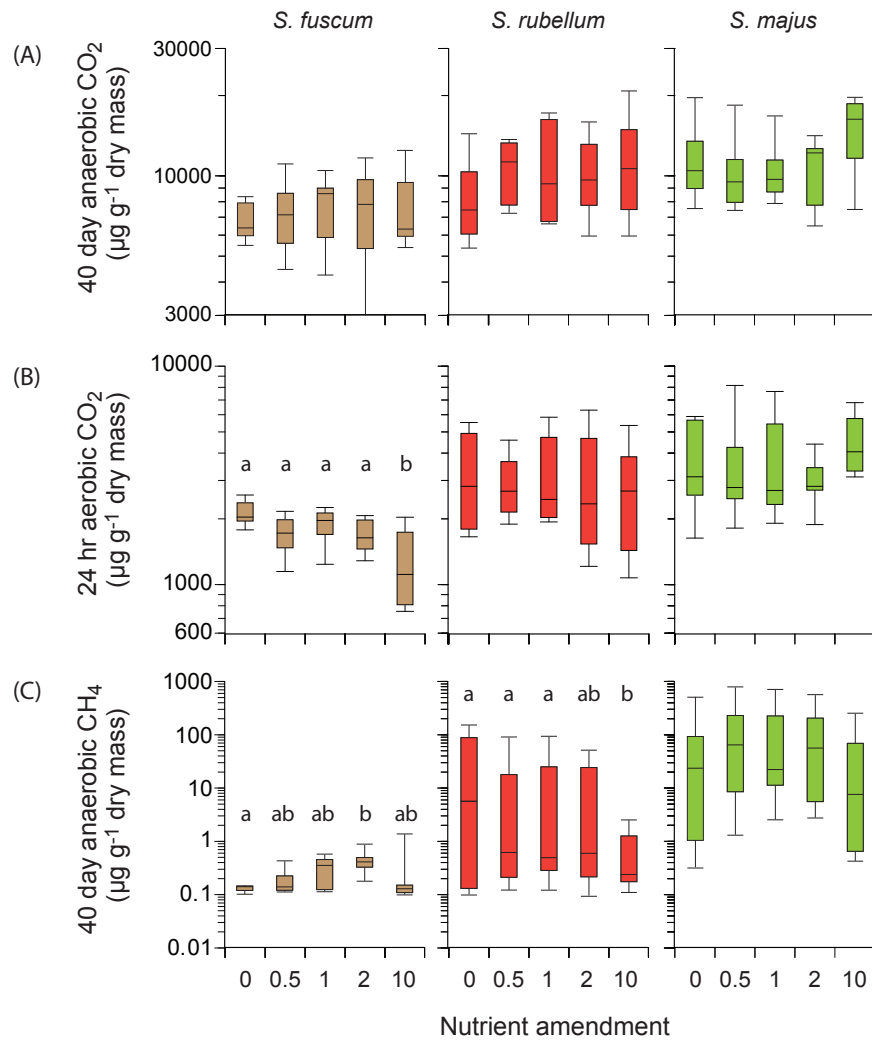 S. fuscum S. rubellum S. majus
(A)
40 day anaerobic CO2
(µg g-1 dry mass)
30000
10000
3000
(B)
24 hr aerobic CO2
(µg g-1 dry mass)
10000
1000
600
a a a a b
(C)
40 day anaerobic CH4
(µg g-1 dry mass)
1000
100
10
1
0.1
0.01
a ab ab b ab
a a a ab b
0 0.5 1 2 10 0 0.5 1 2 10 0 0.5 1 2 10
Nutrient amendment